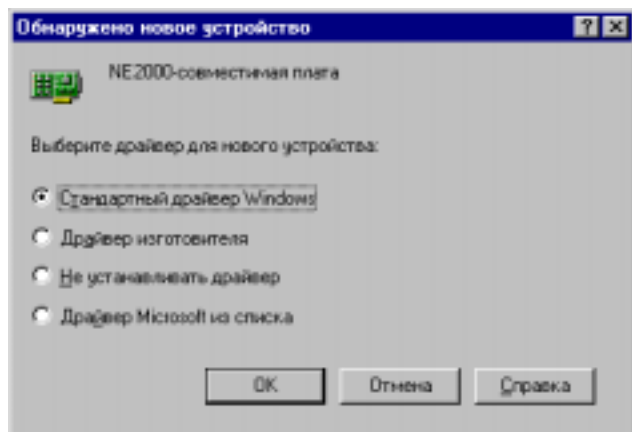 Обнаружено новое устройство
NE2000-совместимая плата
Выберите драйвер для нового устройства:
Стандартный драйвер Windows
Драйвер изготовителя
Не устанавливать драйвер
Драйвер Microsoft из списка
OK Отмена Справка